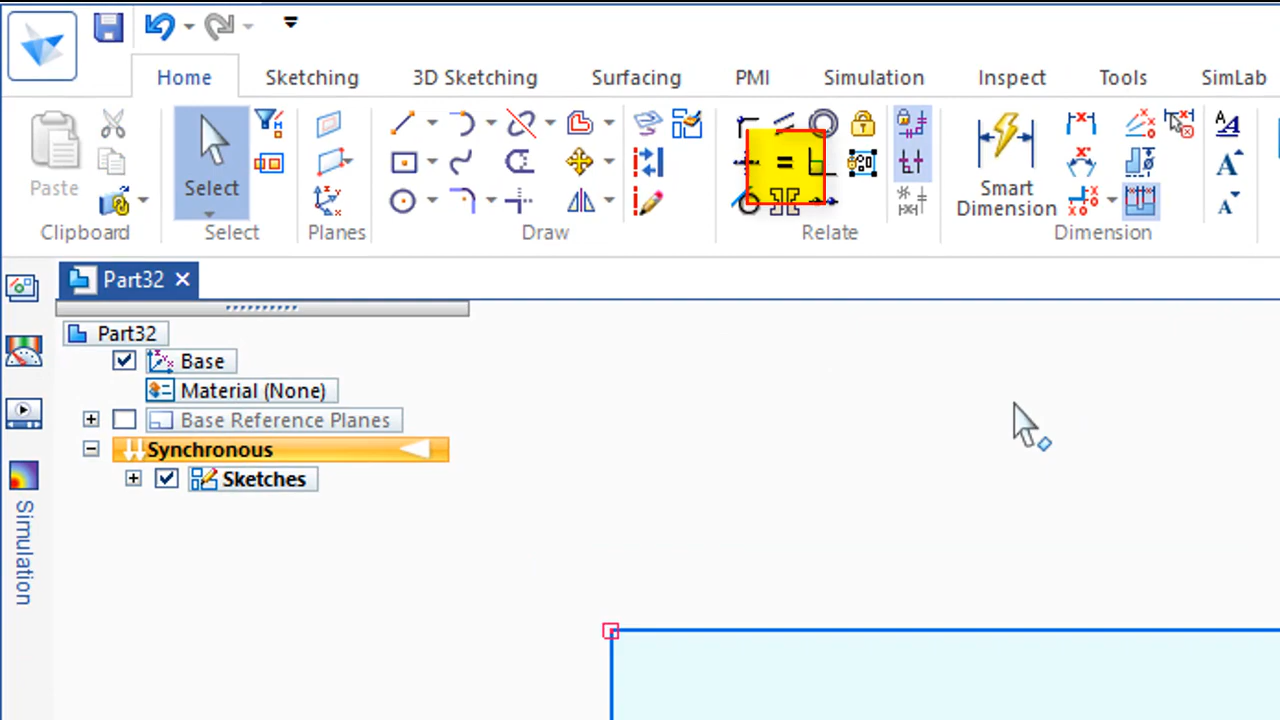 Home Sketching 3D Sketching Surfacing PMI Simulation Inspect Tools SimLab
Paste
Select
Smart
Dimension
Clipboard Select Planes Draw Relate Dimension
Part32
Part32
Base
Material (None)
Base Reference Planes
Synchronous
Sketches
Simulation